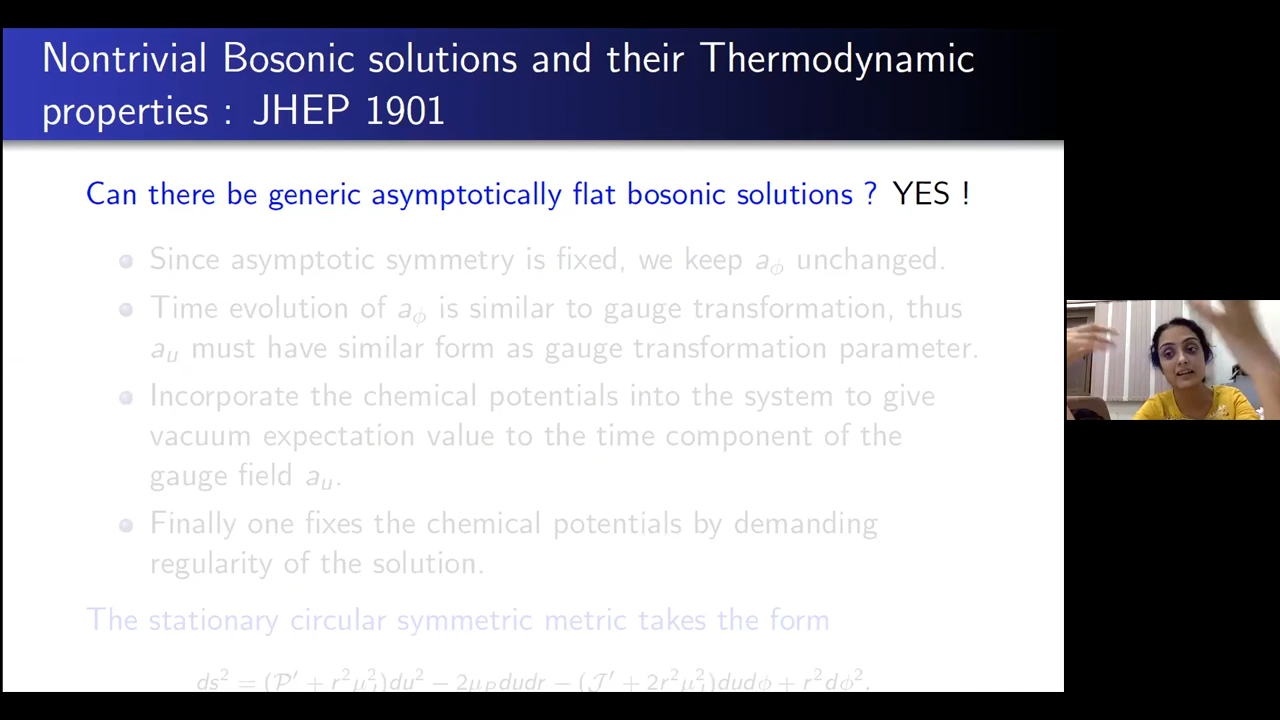 Nontrivial Bosonic solutions and their Thermodynamic
properties : JHEP 1901
Can there be generic asymptotically flat bosonic solutions ? YES !
Since asymptotic symmetry is fixed, we keep a_ϕ unchanged.
Time evolution of a_ϕ is similar to gauge transformation, thus
a_u must have similar form as gauge transformation parameter.
Incorporate the chemical potentials into the system to give
vacuum expectation value to the time component of the
gauge field a_u.
Finally one fixes the chemical potentials by demanding
regularity of the solution.
The stationary circular symmetric metric takes the form
ds² = (𝒫′ + r²μ_J²)du² − 2μ_P dudr − (𝒥′ + 2r²μ_J²)dudϕ + r²dϕ².